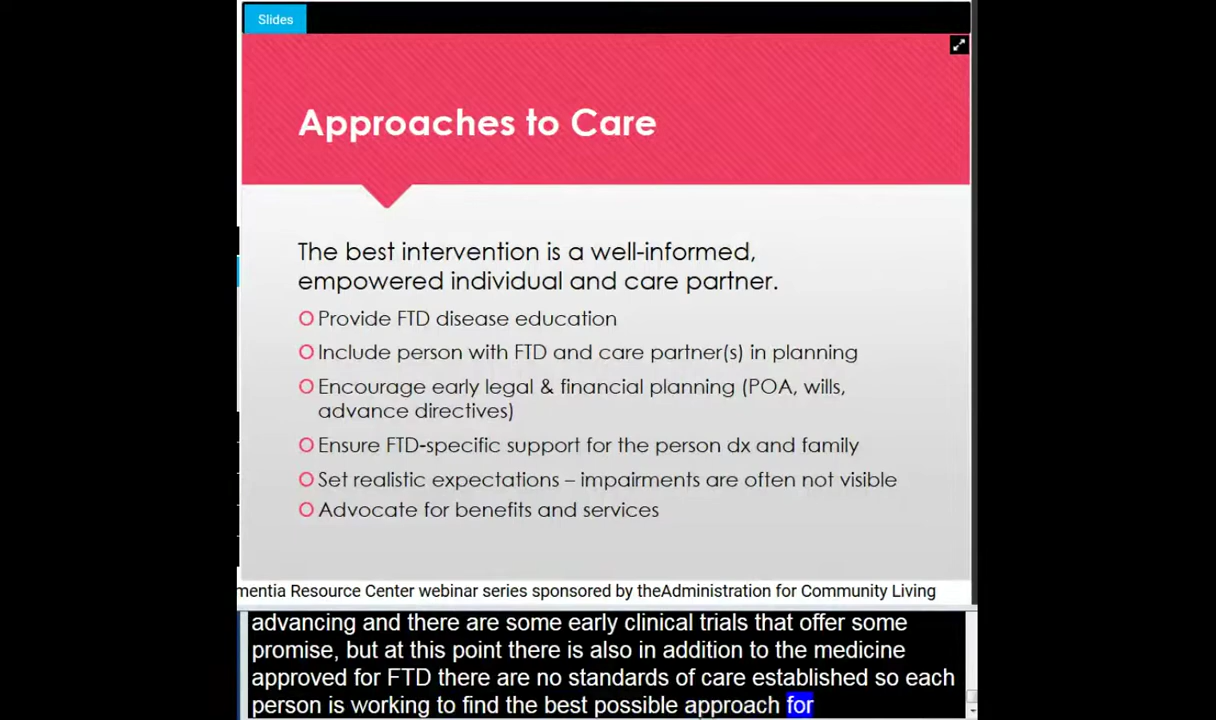 Slides
Approaches to Care
The best intervention is a well-informed,
empowered individual and care partner.
Provide FTD disease education
Include person with FTD and care partner(s) in planning
Encourage early legal & financial planning (POA, wills,
advance directives)
Ensure FTD-specific support for the person dx and family
Set realistic expectations – impairments are often not visible
Advocate for benefits and services
mentia Resource Center webinar series sponsored by theAdministration for Community Living
advancing and there are some early clinical trials that offer some
promise, but at this point there is also in addition to the medicine
approved for FTD there are no standards of care established so each
person is working to find the best possible approach for